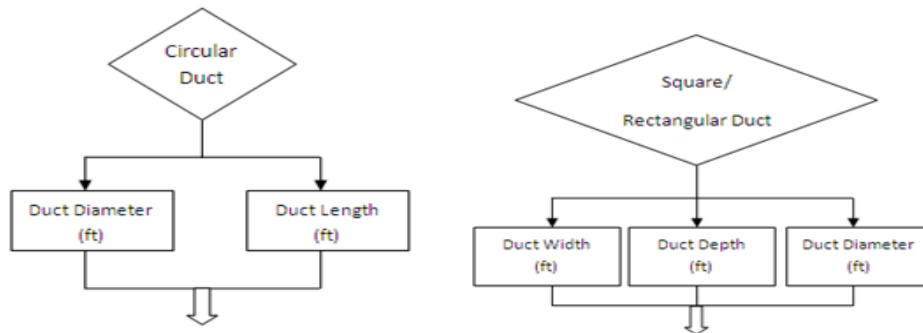 Circular
Duct
Duct Diameter
(ft)
Duct Length
(ft)
Square/
Rectangular Duct
Duct Width
(ft)
Duct Depth
(ft)
Duct Diameter
(ft)